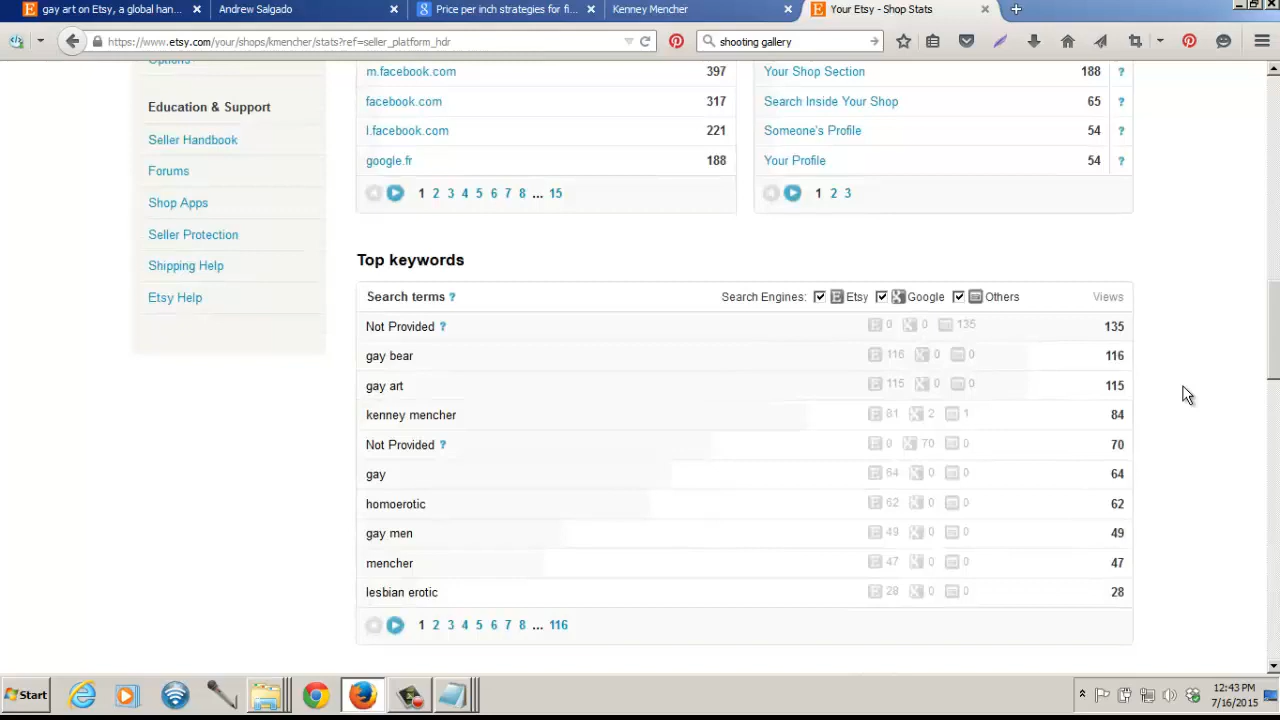 gay art on Etsy, a global han...
Andrew Salgado
Price per inch strategies for fi...
Kenney Mencher
Your Etsy - Shop Stats
https://www.etsy.com/your/shops/kmencher/stats?ref=seller_platform_hdr
shooting gallery
Options
m.facebook.com 397
Your Shop Section 188 ?
Education & Support
facebook.com 317
Search Inside Your Shop 65 ?
Seller Handbook
l.facebook.com 221
Someone's Profile 54 ?
google.fr 188
Your Profile 54 ?
Forums
1 2 3 4 5 6 7 8 ... 15
1 2 3
Shop Apps
Seller Protection
Shipping Help
Etsy Help
Top keywords
Search terms ? Search Engines: E Etsy Google Others Views
Not Provided ? E 0 0 135 135
gay bear E 116 0 0 116
gay art E 115 0 0 115
kenney mencher E 81 2 1 84
Not Provided ? E 0 70 0 70
gay E 64 0 0 64
homoerotic E 62 0 0 62
gay men E 49 0 0 49
mencher E 47 0 0 47
lesbian erotic E 28 0 0 28
1 2 3 4 5 6 7 8 ... 116
Start
12:43 PM
7/16/2015